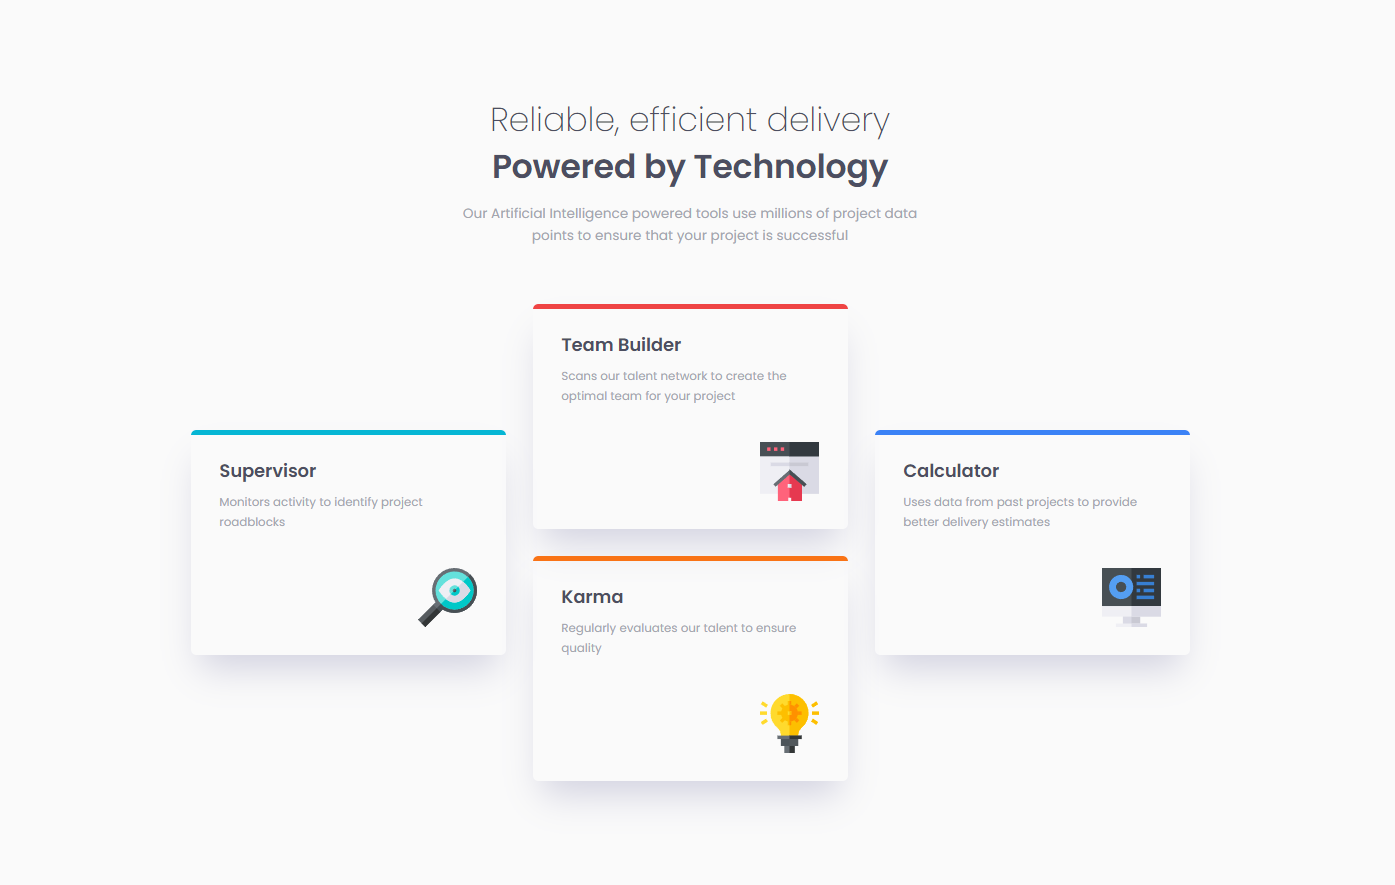 Reliable, efficient delivery
Powered by Technology
Our Artificial Intelligence powered tools use millions of project data
points to ensure that your project is successful
Supervisor
Monitors activity to identify project
roadblocks
Team Builder
Scans our talent network to create the
optimal team for your project
Karma
Regularly evaluates our talent to ensure
quality
Calculator
Uses data from past projects to provide
better delivery estimates